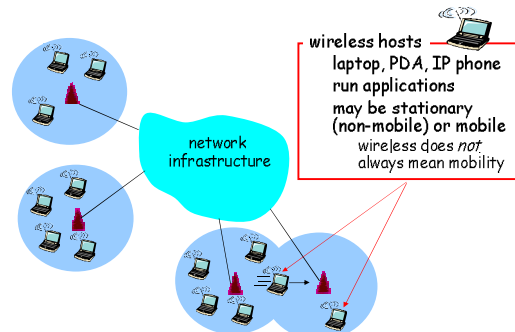 wireless hosts
laptop, PDA, IP phone
run applications
may be stationary
(non-mobile) or mobile
wireless does not
always mean mobility
network
infrastructure